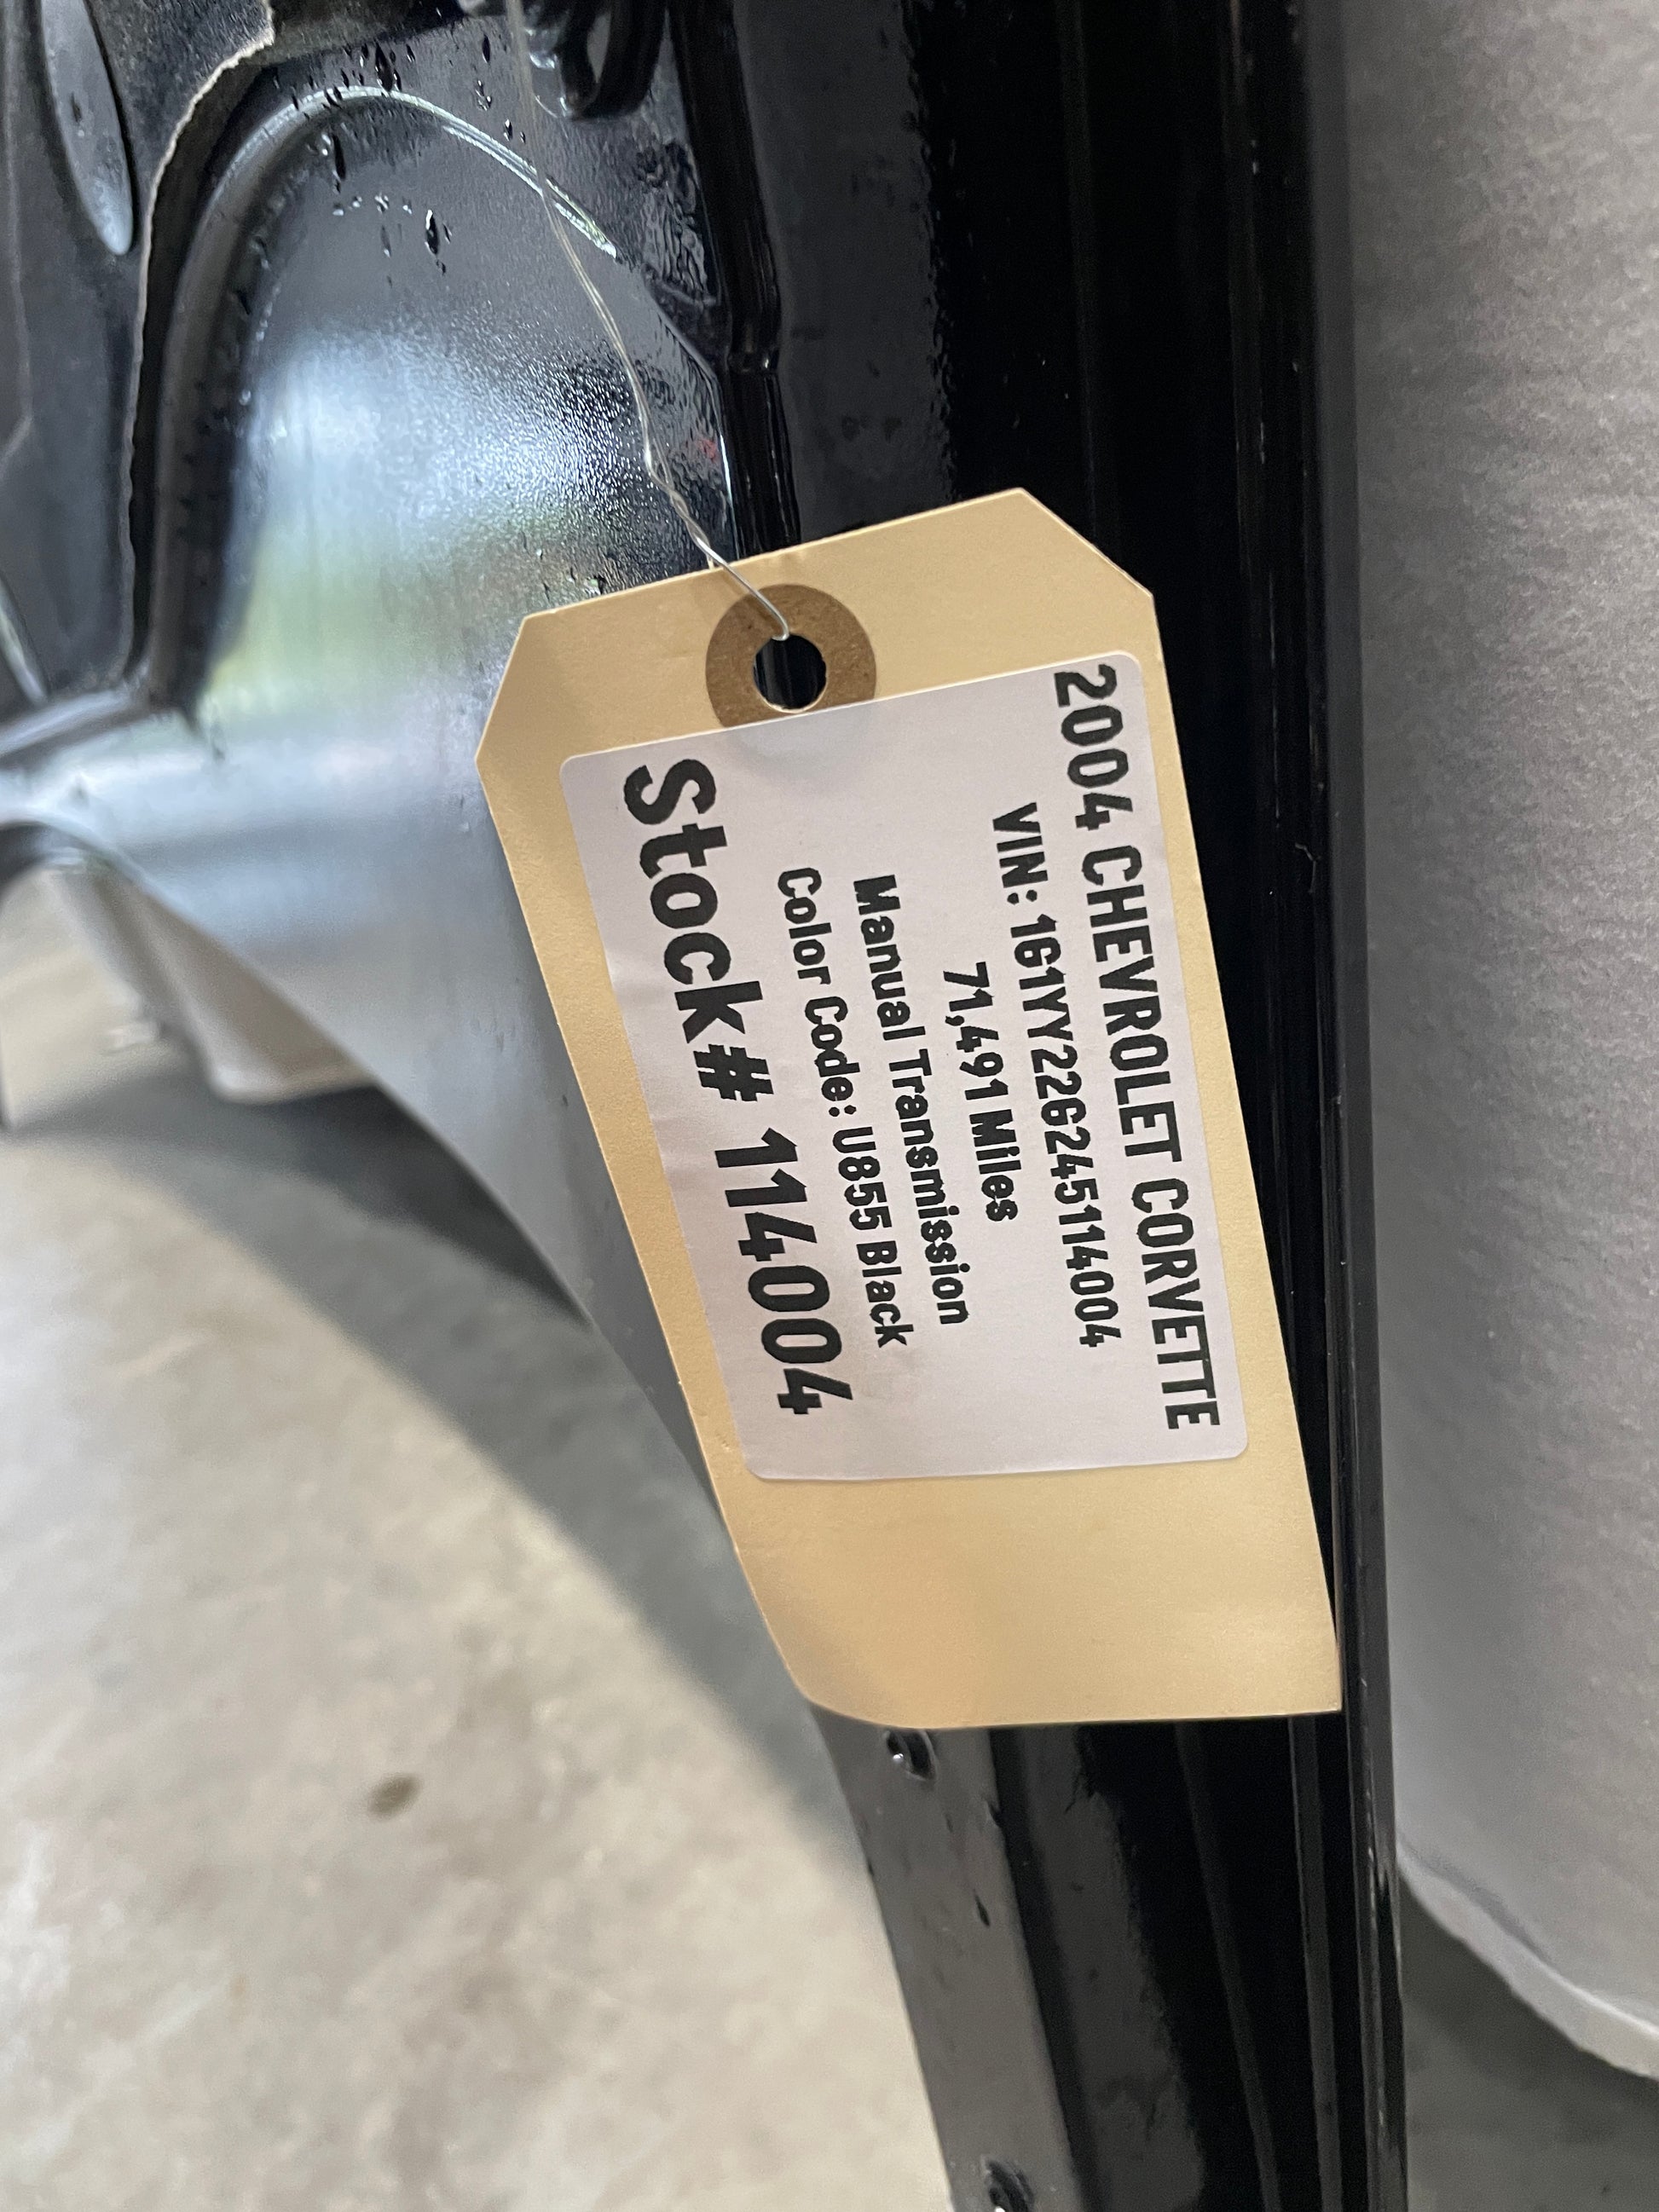 2004 CHEVROLET CORVETTE
VIN: 1G1YY22G245114004
71,491 Miles
Manual Transmission
Color Code: U855 Black
Stock# 114004